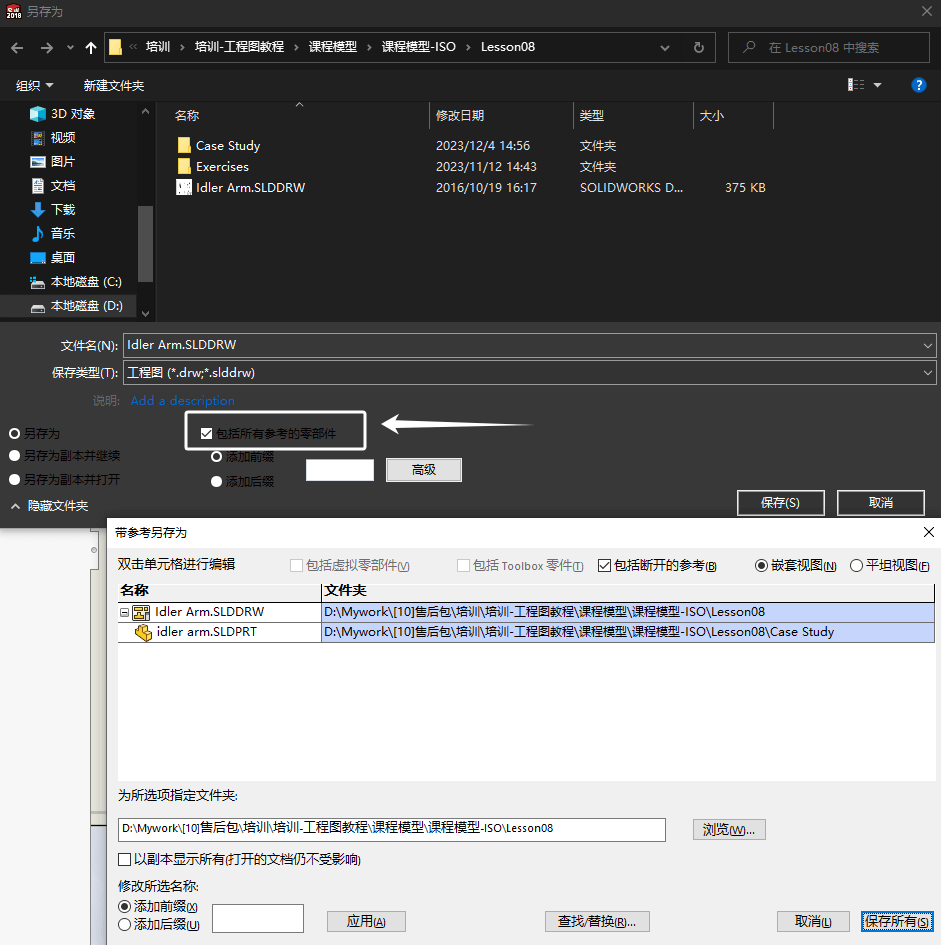 2018 另存为
培训 › 培训-工程图教程 › 课程模型 › 课程模型-ISO › Lesson08
在 Lesson08 中搜索
组织 新建文件夹
3D 对象
视频
图片
文档
下载
音乐
桌面
本地磁盘 (C:)
本地磁盘 (D:)
名称 修改日期 类型 大小
Case Study 2023/12/4 14:56 文件夹
Exercises 2023/11/12 14:43 文件夹
Idler Arm.SLDDRW 2016/10/19 16:17 SOLIDWORKS D... 375 KB
文件名(N): Idler Arm.SLDDRW
保存类型(T): 工程图 (*.drw;*.slddrw)
说明: Add a description
另存为
另存为副本并继续
另存为副本并打开
包括所有参考的零部件
添加前缀
添加后缀
高级
隐藏文件夹
保存(S) 取消
带参考另存为
双击单元格进行编辑 包括虚拟零部件(V) 包括 Toolbox 零件(T) 包括断开的参考(B) 嵌套视图(N) 平坦视图(F)
名称 文件夹
Idler Arm.SLDDRW D:\Mywork\[10]售后包\培训\培训-工程图教程\课程模型\课程模型-ISO\Lesson08
idler arm.SLDPRT D:\Mywork\[10]售后包\培训\培训-工程图教程\课程模型\课程模型-ISO\Lesson08\Case Study
为所选项指定文件夹:
D:\Mywork\[10]售后包\培训\培训-工程图教程\课程模型\课程模型-ISO\Lesson08 浏览(W)...
以副本显示所有(打开的文档仍不受影响)
修改所选名称:
添加前缀(X)
添加后缀(U)
应用(A) 查找/替换(R)... 取消(L) 保存所有(S)